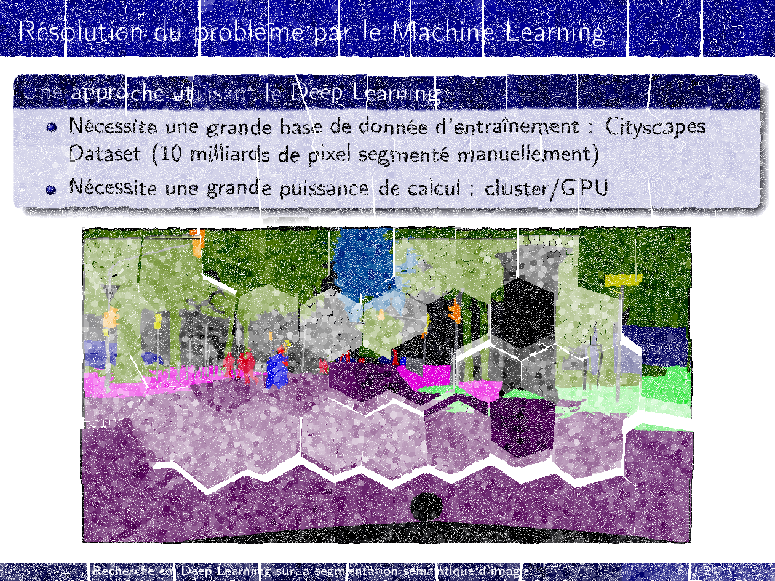 Résolution du problème par le Machine Learning
Une approche utilisant le Deep Learning :
Nécessite une grande base de donnée d'entraînement : Cityscapes
Dataset (10 milliards de pixel segmenté manuellement)
Nécessite une grande puissance de calcul : cluster/GPU
Recherche en Deep Learning sur la segmentation sémantique d'image